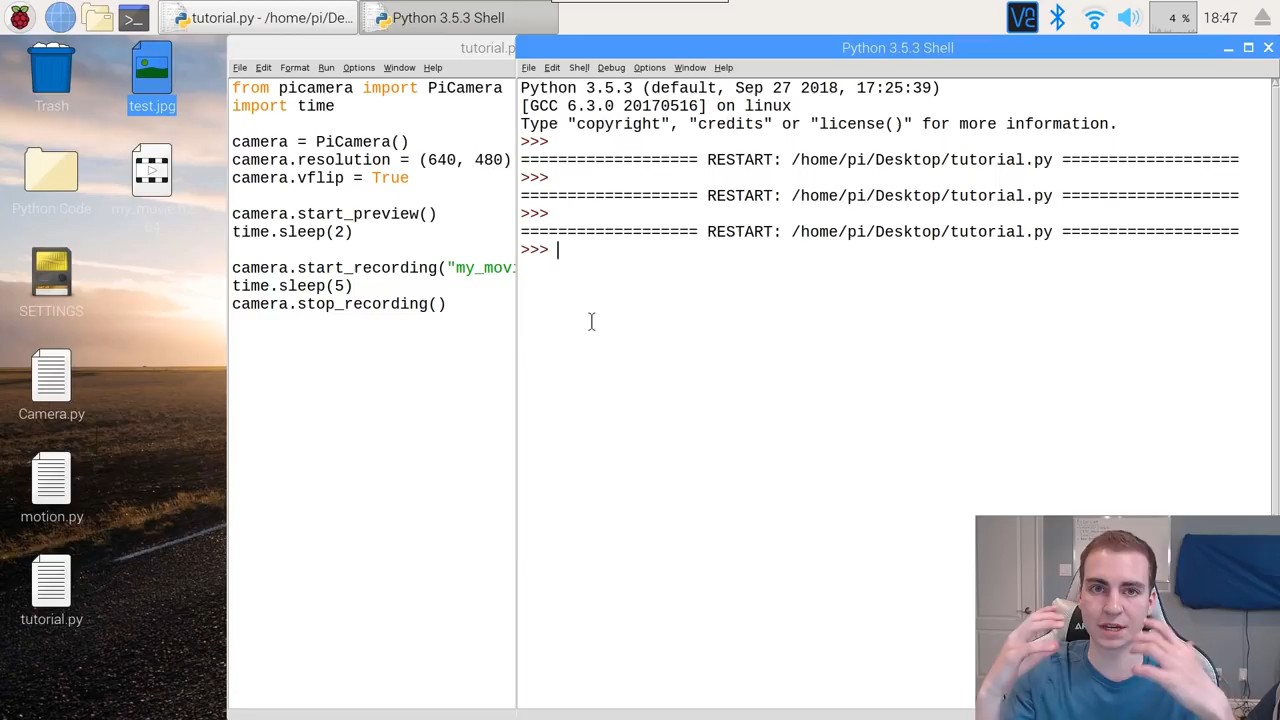 tutorial.py - /home/pi/De...
Python 3.5.3 Shell
4 %
18:47
Trash
test.jpg
Python Code
my_movie.h2
64
SETTINGS
Camera.py
motion.py
tutorial.py
tutorial.p
File Edit Format Run Options Window Help
from picamera import PiCamera
import time
camera = PiCamera()
camera.resolution = (640, 480)
camera.vflip = True
camera.start_preview()
time.sleep(2)
camera.start_recording("my_movi
time.sleep(5)
camera.stop_recording()
Python 3.5.3 Shell
File Edit Shell Debug Options Window Help
Python 3.5.3 (default, Sep 27 2018, 17:25:39)
[GCC 6.3.0 20170516] on linux
Type "copyright", "credits" or "license()" for more information.
>>>
=================== RESTART: /home/pi/Desktop/tutorial.py ===================
>>>
=================== RESTART: /home/pi/Desktop/tutorial.py ===================
>>>
=================== RESTART: /home/pi/Desktop/tutorial.py ===================
>>>